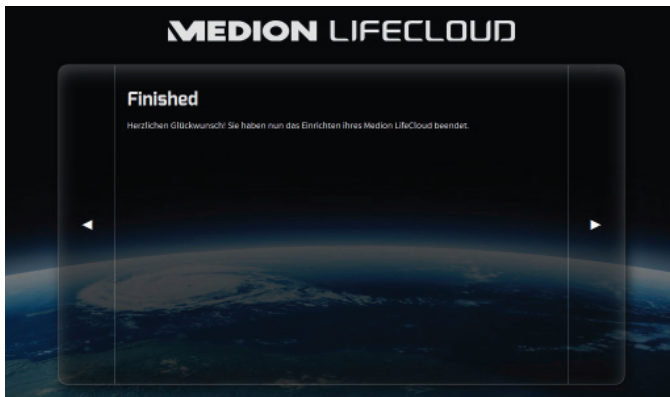 MEDION LIFECLOUD
Finished
Herzlichen Glückwunsch! Sie haben nun das Einrichten ihres Medion LifeCloud beendet.